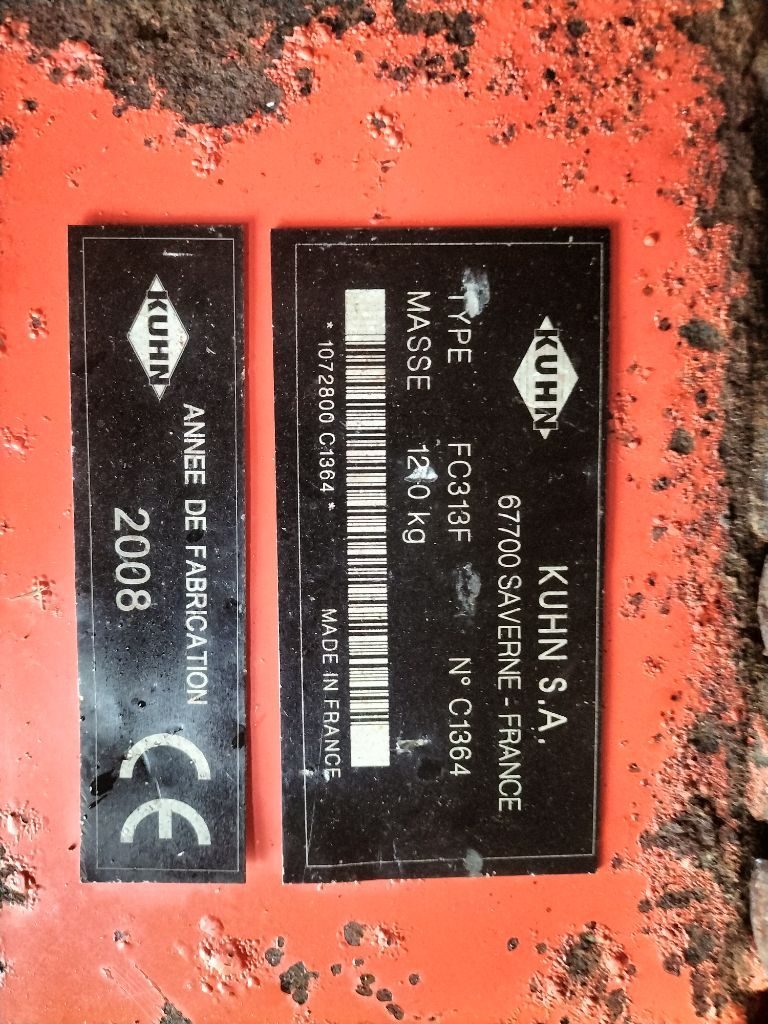 KUHN
KUHN S.A.
67700 SAVERNE - FRANCE
TYPE FC313F N° C1364
MASSE kg
* 1072800 C1364 * MADE IN FRANCE
KUHN
ANNEE DE FABRICATION
2008
CE